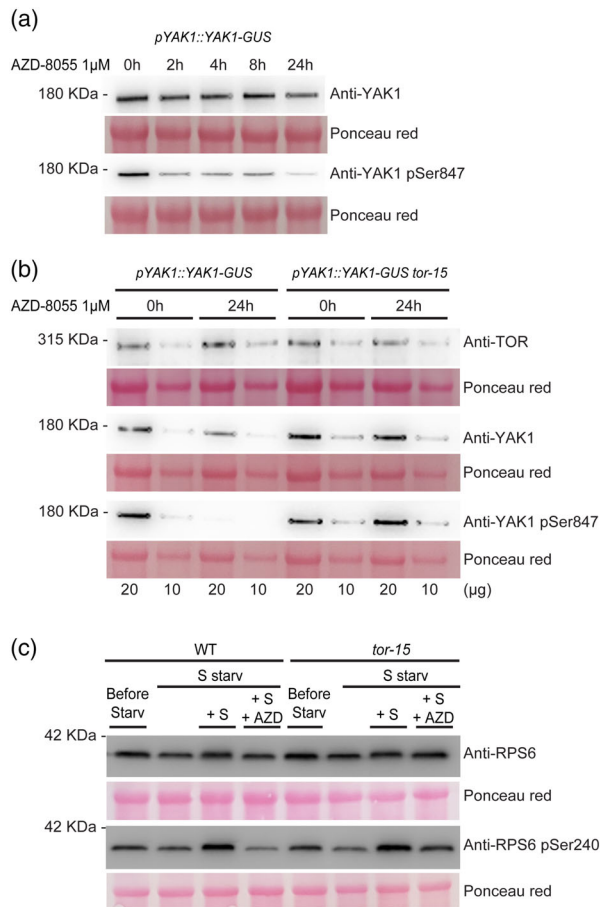 (a)
pYAK1::YAK1-GUS
AZD-8055 1µM 0h 2h 4h 8h 24h
180 KDa - Anti-YAK1
Ponceau red
180 KDa - Anti-YAK1 pSer847
Ponceau red
(b)
pYAK1::YAK1-GUS pYAK1::YAK1-GUS tor-15
AZD-8055 1µM 0h 24h 0h 24h
315 KDa - Anti-TOR
Ponceau red
180 KDa - Anti-YAK1
Ponceau red
180 KDa - Anti-YAK1 pSer847
Ponceau red
20 10 20 10 20 10 20 10 (µg)
(c)
WT tor-15
S starv S starv
Before + S Before + S
Starv + S + AZD Starv + S + AZD
42 KDa -
Anti-RPS6
Ponceau red
42 KDa -
Anti-RPS6 pSer240
Ponceau red